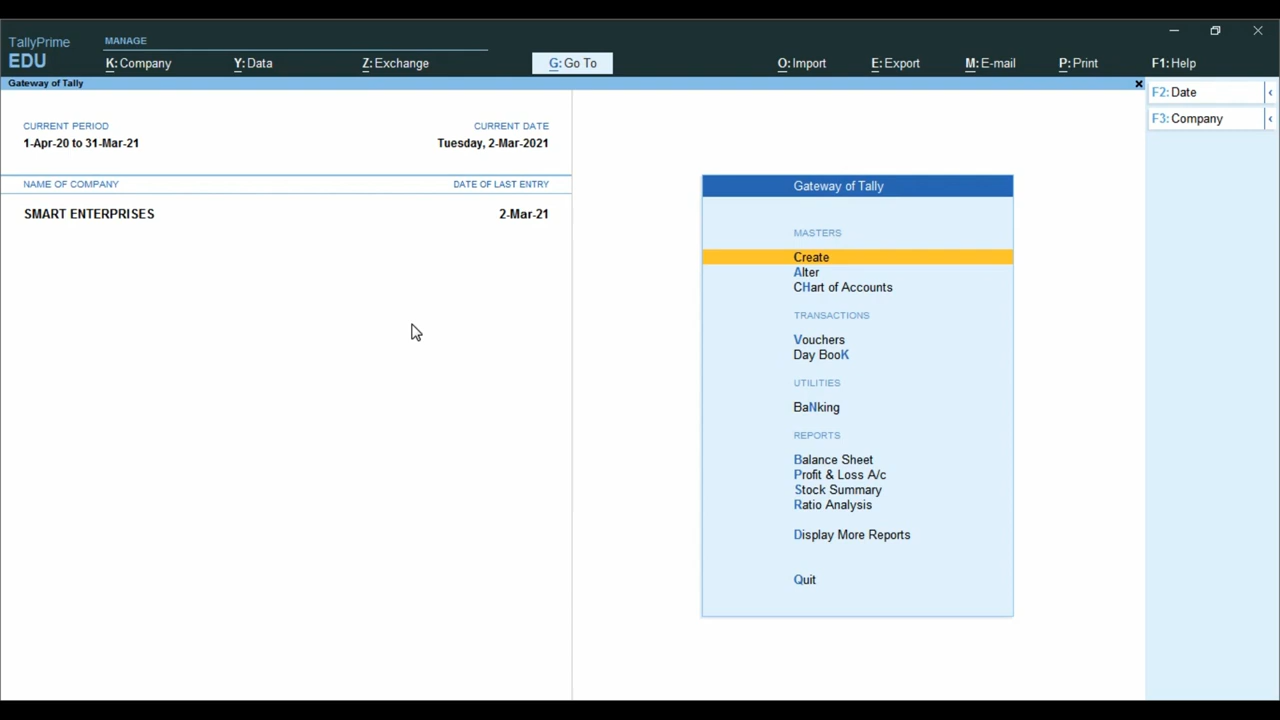 TallyPrime
EDU
MANAGE
K: Company
Y: Data
Z: Exchange
G: Go To
O: Import
E: Export
M: E-mail
P: Print
F1: Help
Gateway of Tally
CURRENT PERIOD
1-Apr-20 to 31-Mar-21
CURRENT DATE
Tuesday, 2-Mar-2021
NAME OF COMPANY
DATE OF LAST ENTRY
SMART ENTERPRISES
2-Mar-21
Gateway of Tally
MASTERS
Create
Alter
CHart of Accounts
TRANSACTIONS
Vouchers
Day BooK
UTILITIES
BaNking
REPORTS
Balance Sheet
Profit & Loss A/c
Stock Summary
Ratio Analysis
Display More Reports
Quit
F2: Date
F3: Company